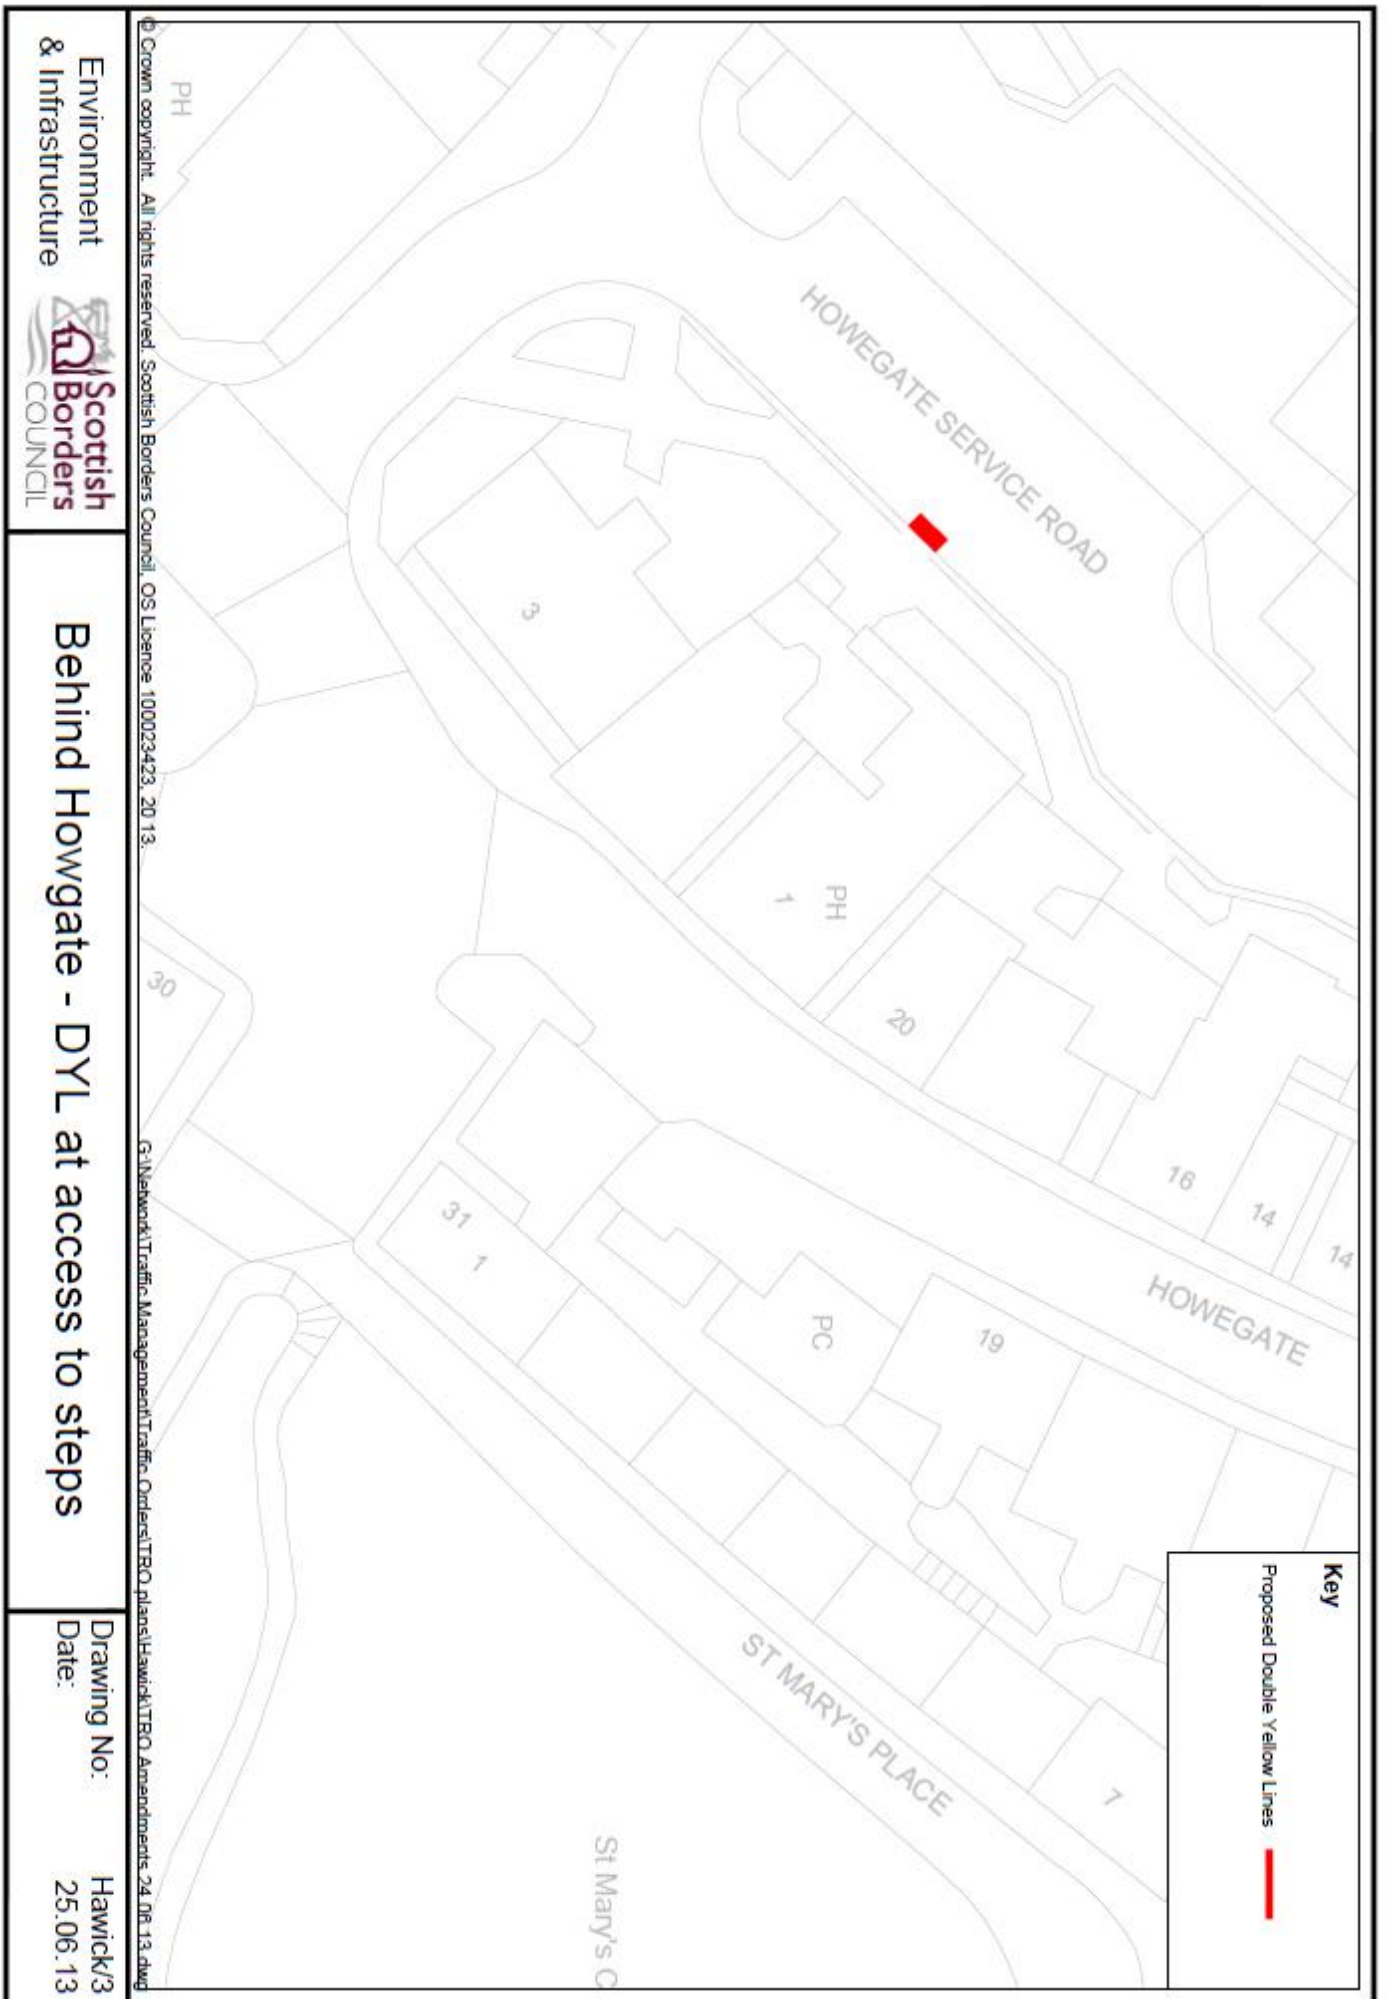 Key
Proposed Double Yellow Lines
HOWEGATE SERVICE ROAD
HOWEGATE
ST MARY'S PLACE
St Mary's C
PH
3
1
PH
20
16
14
14
19
PC
31
1
30
7
© Crown copyright. All rights reserved. Scottish Borders Council, OS Licence 100023423, 2013.
G:\Network\Traffic Management\Traffic Orders\TRO plans\Hawick\TRO Amendments 24.06.13.dwg
Environment
& Infrastructure
Scottish
Borders
COUNCIL
Behind Howgate - DYL at access to steps
Drawing No: Hawick/3
Date: 25.06.13